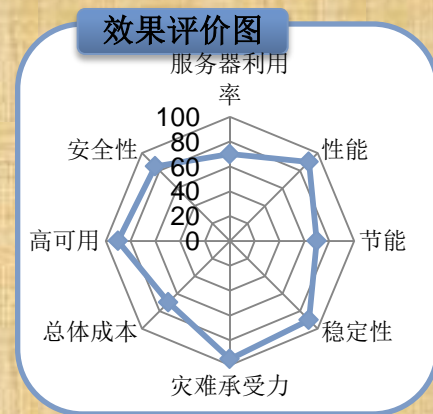 效果评价图
服务器利用
率
100
80
60
40
20
0
性能
节能
稳定性
灾难承受力
总体成本
高可用
安全性